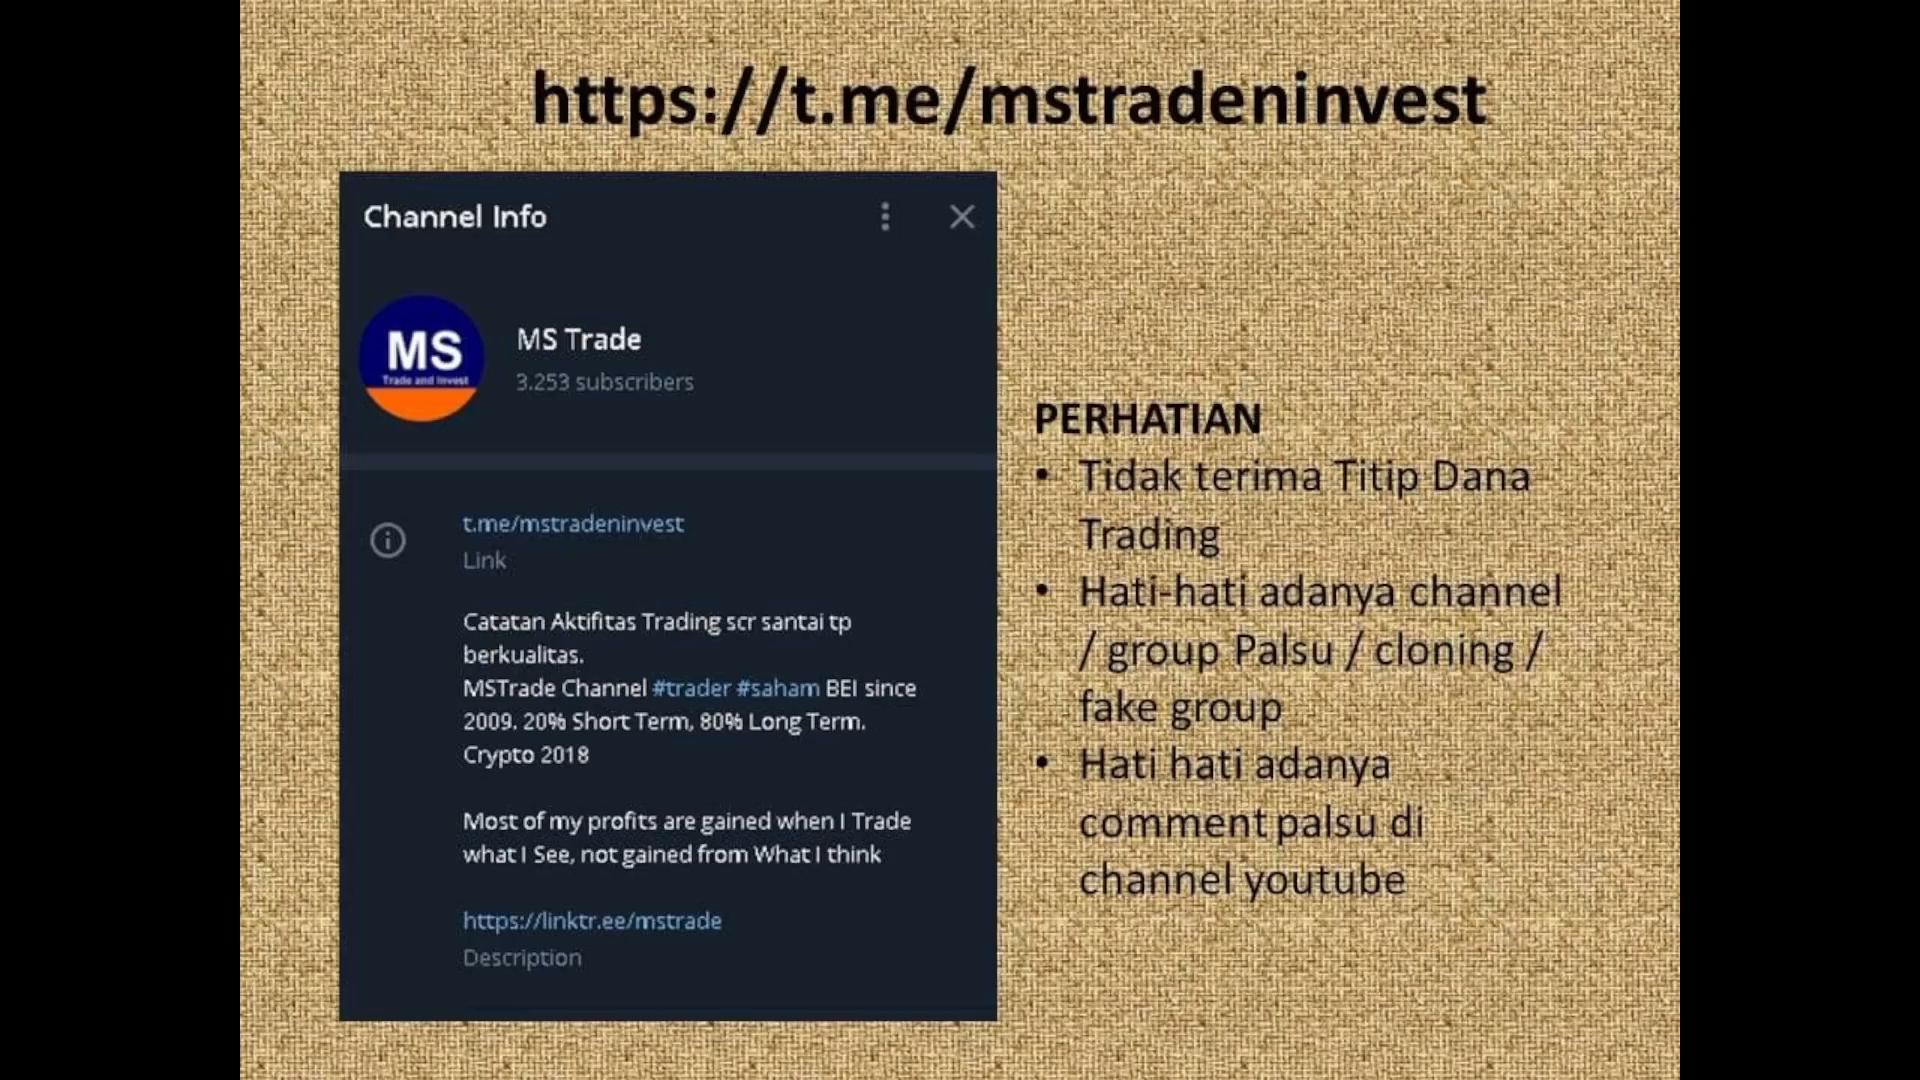 https://t.me/mstradeninvest
Channel Info
MS
Trade and Invest
MS Trade
3.253 subscribers
t.me/mstradeninvest
Link
Catatan Aktifitas Trading scr santai tp
berkualitas.
MSTrade Channel #trader #saham BEI since
2009. 20% Short Term, 80% Long Term.
Crypto 2018
Most of my profits are gained when I Trade
what I See, not gained from What I think
https://linktr.ee/mstrade
Description
PERHATIAN
• Tidak terima Titip Dana
Trading
• Hati-hati adanya channel
/ group Palsu / cloning /
fake group
• Hati hati adanya
comment palsu di
channel youtube